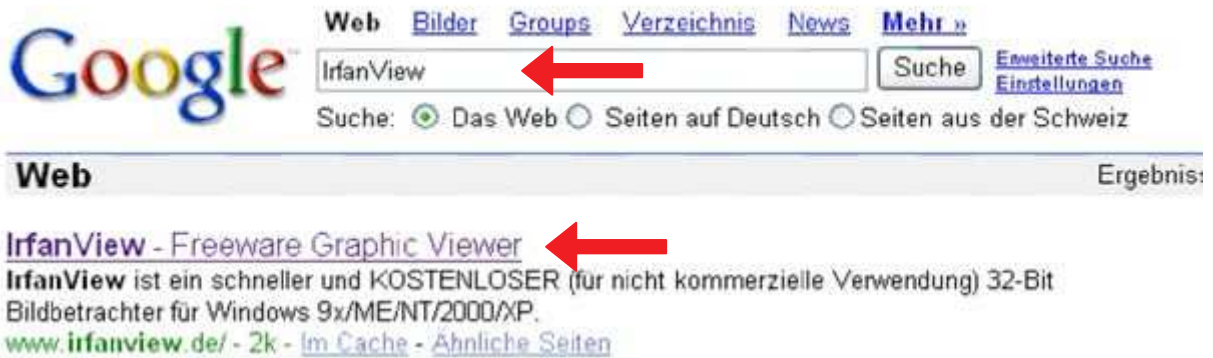 Web Bilder Groups Verzeichnis News Mehr »
Google™ IrfanView Suche Erweiterte Suche
Einstellungen
Suche: Das Web Seiten auf Deutsch Seiten aus der Schweiz
Web Ergebniss
IrfanView - Freeware Graphic Viewer
IrfanView ist ein schneller und KOSTENLOSER (für nicht kommerzielle Verwendung) 32-Bit
Bildbetrachter für Windows 9x/ME/NT/2000/XP.
www.irfanview.de/ - 2k - Im Cache - Ähnliche Seiten